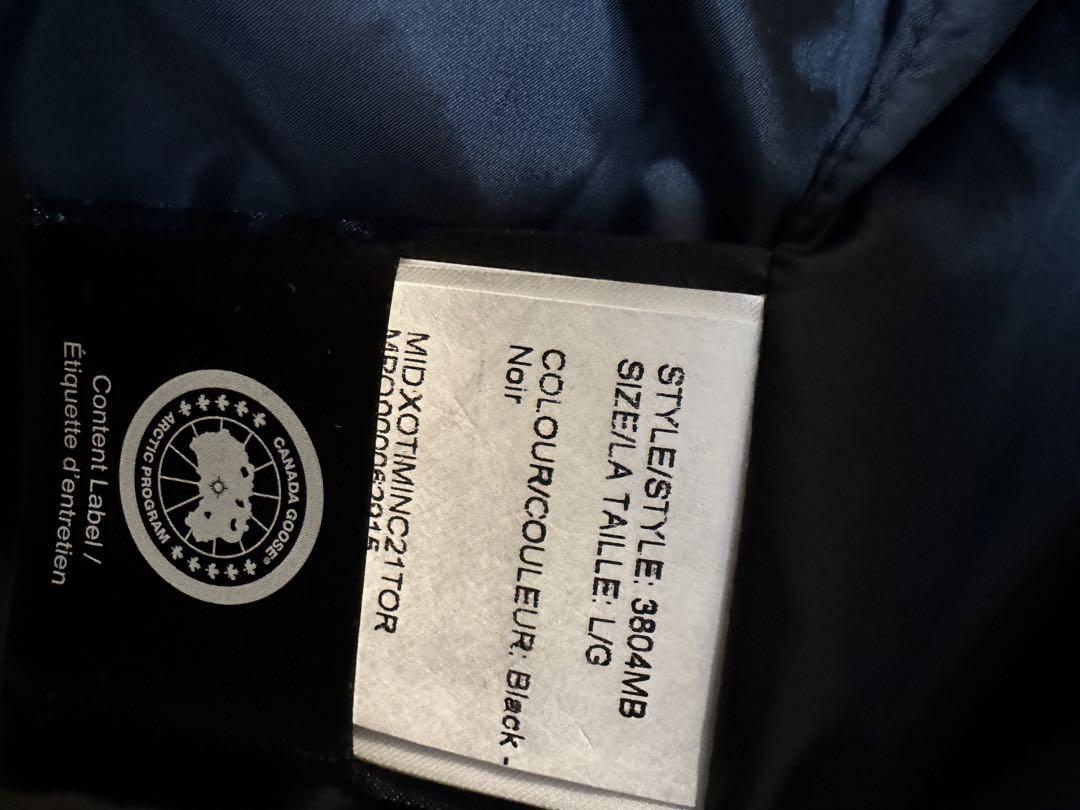 STYLE/STYLE: 3804MB
SIZE/LA TAILLE: L/G
COLOUR/COULEUR: Black -
Noir
MIDXOTIMINC21TOR
CANADA GOOSE®
ARCTIC PROGRAM
Content Label /
Étiquette d'entretien